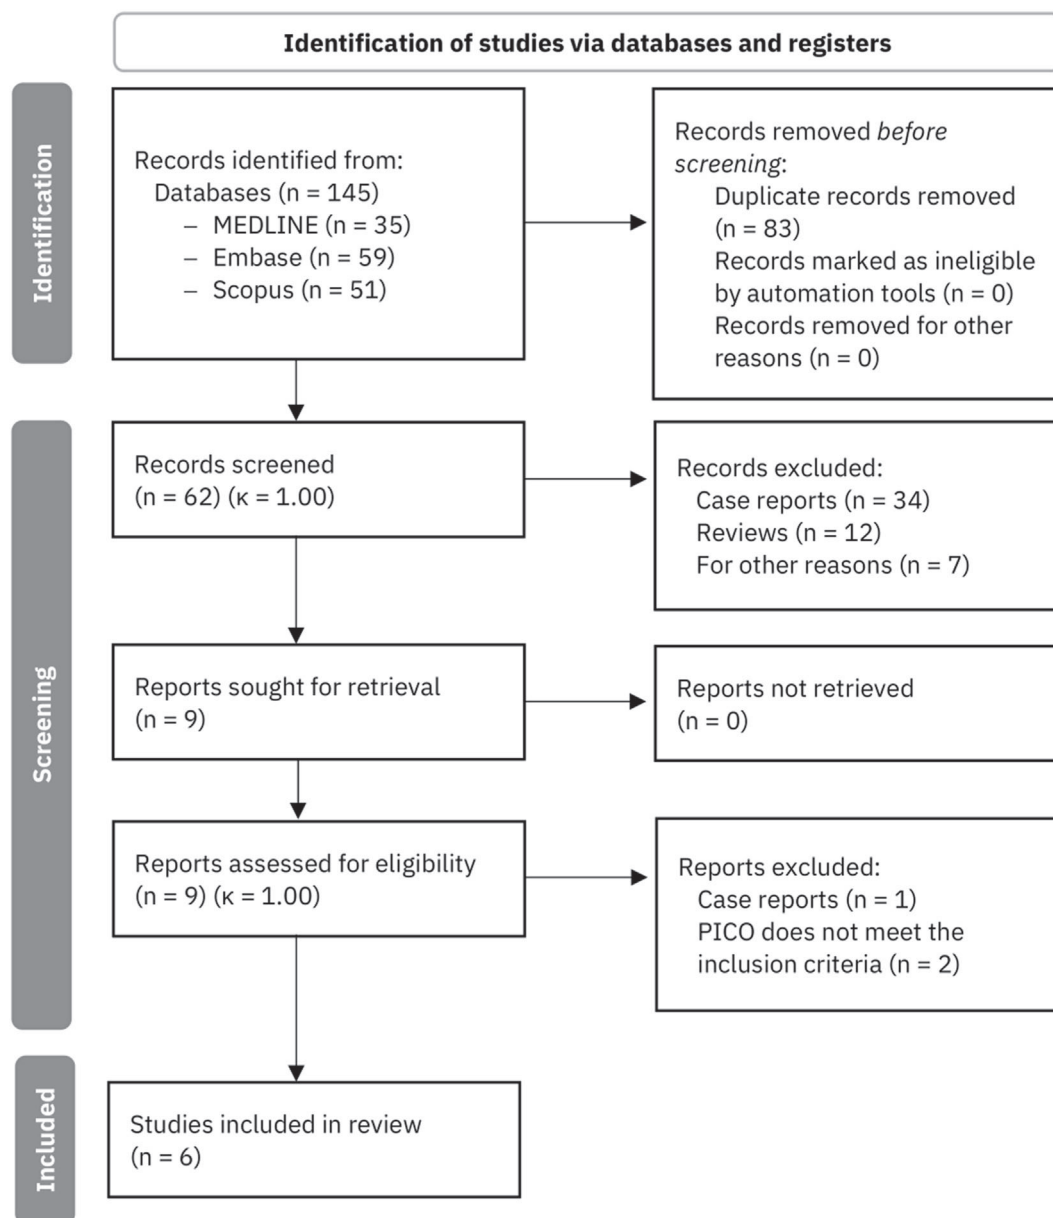 Identification of studies via databases and registers
Identification
Records identified from:
Databases (n = 145)
– MEDLINE (n = 35)
– Embase (n = 59)
– Scopus (n = 51)
Records removed before
screening:
Duplicate records removed
(n = 83)
Records marked as ineligible
by automation tools (n = 0)
Records removed for other
reasons (n = 0)
Screening
Records screened
(n = 62) (κ = 1.00)
Records excluded:
Case reports (n = 34)
Reviews (n = 12)
For other reasons (n = 7)
Reports sought for retrieval
(n = 9)
Reports not retrieved
(n = 0)
Reports assessed for eligibility
(n = 9) (κ = 1.00)
Reports excluded:
Case reports (n = 1)
PICO does not meet the
inclusion criteria (n = 2)
Included
Studies included in review
(n = 6)